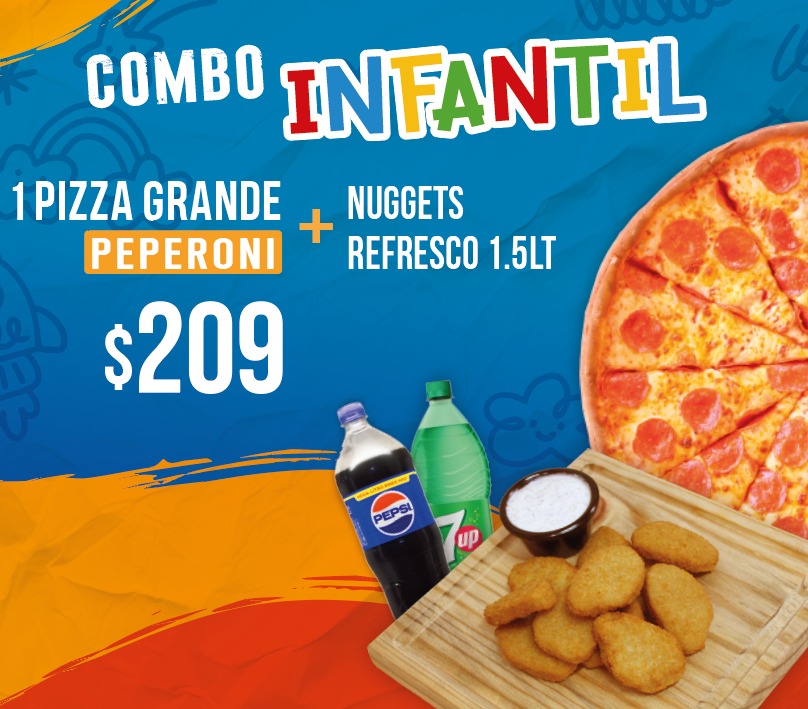 COMBO INFANTIL
1 PIZZA GRANDE
PEPERONI
+
NUGGETS
REFRESCO 1.5LT
$209
PEPSI
7up